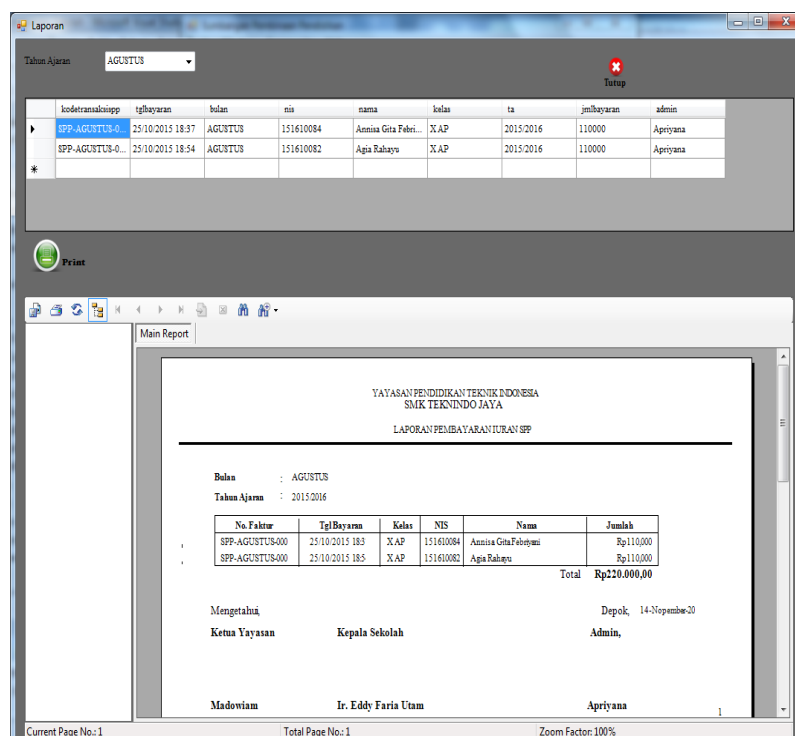 Laporan
Tahun Ajaran AGUSTUS
Tutup
kodetransaksispp tglbayaran bulan nis nama kelas ta jmlbayaran admin
SPP-AGUSTUS-0... 25/10/2015 18:37 AGUSTUS 151610084 Annisa Gita Febri... X AP 2015/2016 110000 Apriyana
SPP-AGUSTUS-0... 25/10/2015 18:54 AGUSTUS 151610082 Agia Rahayu X AP 2015/2016 110000 Apriyana
Print
Main Report
YAYASAN PENDIDIKAN TEKNIK INDONESIA
SMK TEKNINDO JAYA
LAPORAN PEMBAYARAN IURAN SPP
Bulan : AGUSTUS
Tahun Ajaran : 2015/2016
No. Faktur Tgl Bayaran Kelas NIS Nama Jumlah
SPP-AGUSTUS-000 25/10/2015 18:3 X AP 151610084 Annisa Gita Febriyani Rp110,000
SPP-AGUSTUS-000 25/10/2015 18:5 X AP 151610082 Agia Rahayu Rp110,000
Total Rp220.000,00
Mengetahui, Depok, 14-Nopember-20
Ketua Yayasan Kepala Sekolah Admin,
Madowiam Ir. Eddy Faria Utam Apriyana
1
Current Page No.: 1 Total Page No.: 1 Zoom Factor: 100%